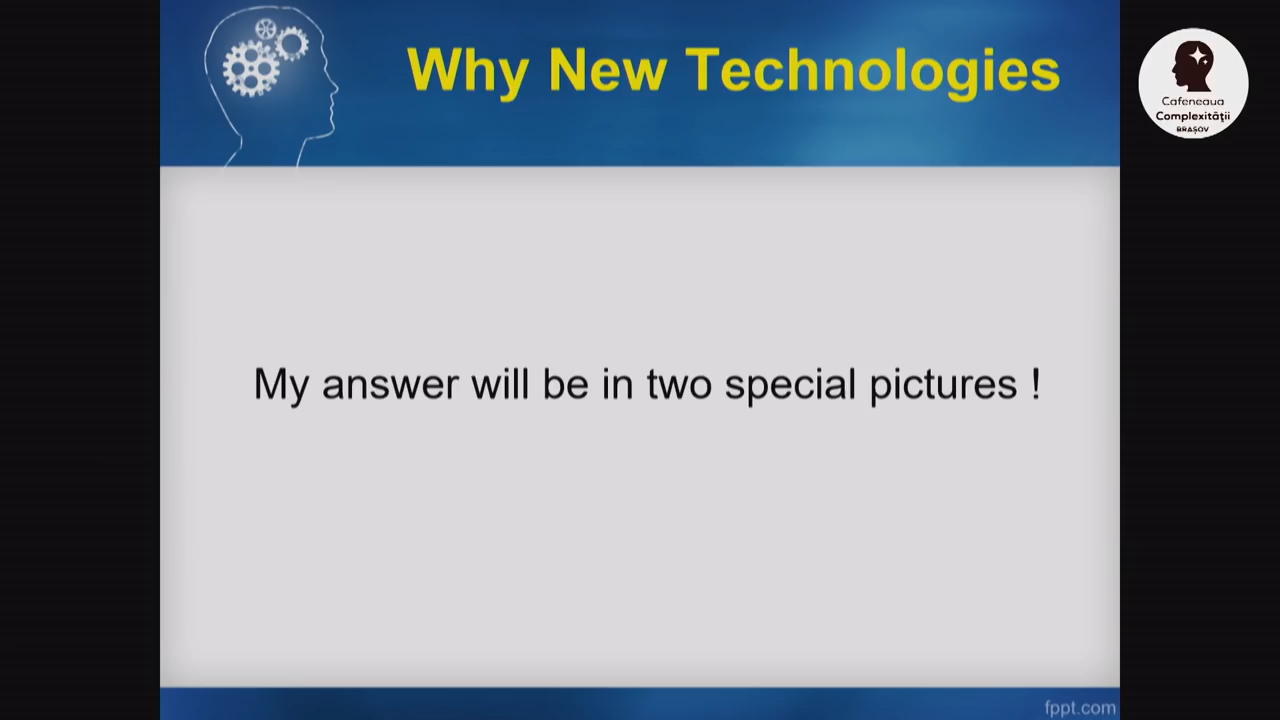 Why New Technologies
Cafeneaua
Complexității
BRAȘOV
My answer will be in two special pictures !
fppt.com